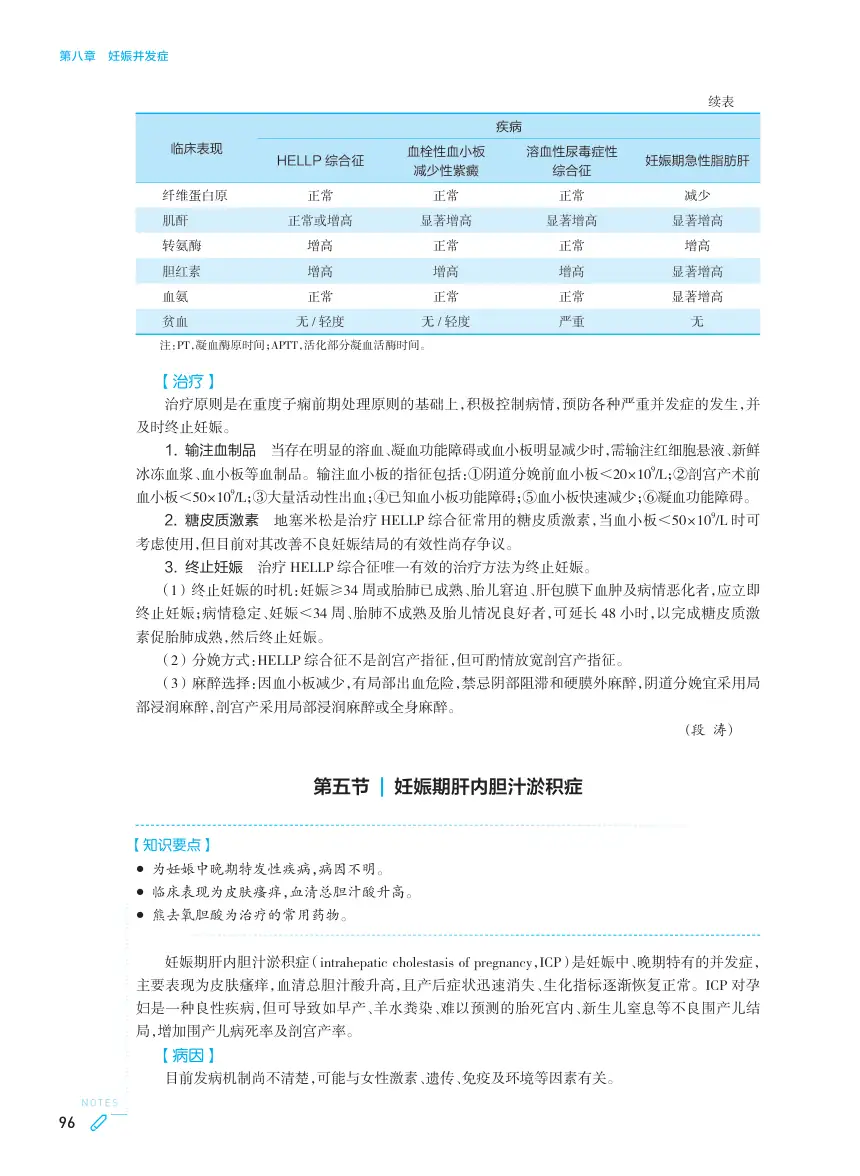 第八章 妊娠并发症
续表
临床表现 疾病
HELLP 综合征 血栓性血小板减少性紫癜 溶血性尿毒症性综合征 妊娠期急性脂肪肝
纤维蛋白原 正常 正常 正常 减少
肌酐 正常或增高 显著增高 显著增高 显著增高
转氨酶 增高 正常 正常 增高
胆红素 增高 增高 增高 显著增高
血氨 正常 正常 正常 显著增高
贫血 无 / 轻度 无 / 轻度 严重 无
注：PT，凝血酶原时间；APTT，活化部分凝血活酶时间。
【治疗】
治疗原则是在重度子痫前期处理原则的基础上，积极控制病情，预防各种严重并发症的发生，并
及时终止妊娠。
1. 输注血制品 当存在明显的溶血、凝血功能障碍或血小板明显减少时，需输注红细胞悬液、新鲜
冰冻血浆、血小板等血制品。输注血小板的指征包括：①阴道分娩前血小板＜20×10⁹/L；②剖宫产术前
血小板＜50×10⁹/L；③大量活动性出血；④已知血小板功能障碍；⑤血小板快速减少；⑥凝血功能障碍。
2. 糖皮质激素 地塞米松是治疗 HELLP 综合征常用的糖皮质激素，当血小板＜50×10⁹/L 时可
考虑使用，但目前对其改善不良妊娠结局的有效性尚存争议。
3. 终止妊娠 治疗 HELLP 综合征唯一有效的治疗方法为终止妊娠。
（1）终止妊娠的时机：妊娠≥34 周或胎肺已成熟、胎儿窘迫、肝包膜下血肿及病情恶化者，应立即
终止妊娠；病情稳定、妊娠＜34 周、胎肺不成熟及胎儿情况良好者，可延长 48 小时，以完成糖皮质激
素促胎肺成熟，然后终止妊娠。
（2）分娩方式：HELLP 综合征不是剖宫产指征，但可酌情放宽剖宫产指征。
（3）麻醉选择：因血小板减少，有局部出血危险，禁忌阴部阻滞和硬膜外麻醉，阴道分娩宜采用局
部浸润麻醉，剖宫产采用局部浸润麻醉或全身麻醉。
（段 涛）
第五节 | 妊娠期肝内胆汁淤积症
【知识要点】
● 为妊娠中晚期特发性疾病，病因不明。
● 临床表现为皮肤瘙痒，血清总胆汁酸升高。
● 熊去氧胆酸为治疗的常用药物。
妊娠期肝内胆汁淤积症（intrahepatic cholestasis of pregnancy，ICP）是妊娠中、晚期特有的并发症，
主要表现为皮肤瘙痒，血清总胆汁酸升高，且产后症状迅速消失、生化指标逐渐恢复正常。ICP 对孕
妇是一种良性疾病，但可导致如早产、羊水粪染、难以预测的胎死宫内、新生儿窒息等不良围产儿结
局，增加围产儿病死率及剖宫产率。
【病因】
目前发病机制尚不清楚，可能与女性激素、遗传、免疫及环境等因素有关。
NOTES
96